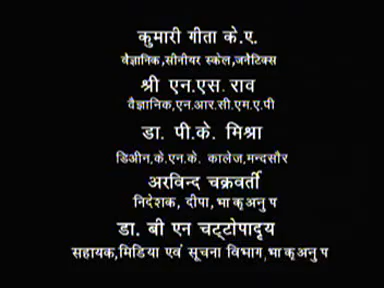 कुमारी गीता के.ए.
वैज्ञानिक,सीनीयर स्केल,जनैटिक्स
श्री एन.एस.राव
वैज्ञानिक,एन.आर.सी.एम.ए.पी
डा. पी.के. मिश्रा
डिअीन,के.एन.के. कालेज,मन्दसौर
अरविन्द चक्रवर्ती
निदेशक, दीपा, भाकृअनुप
डा. बी एन चट्टोपाद्द्य
सहायक,मिडिया एवं सूचना विभाग,भाकृअनुप